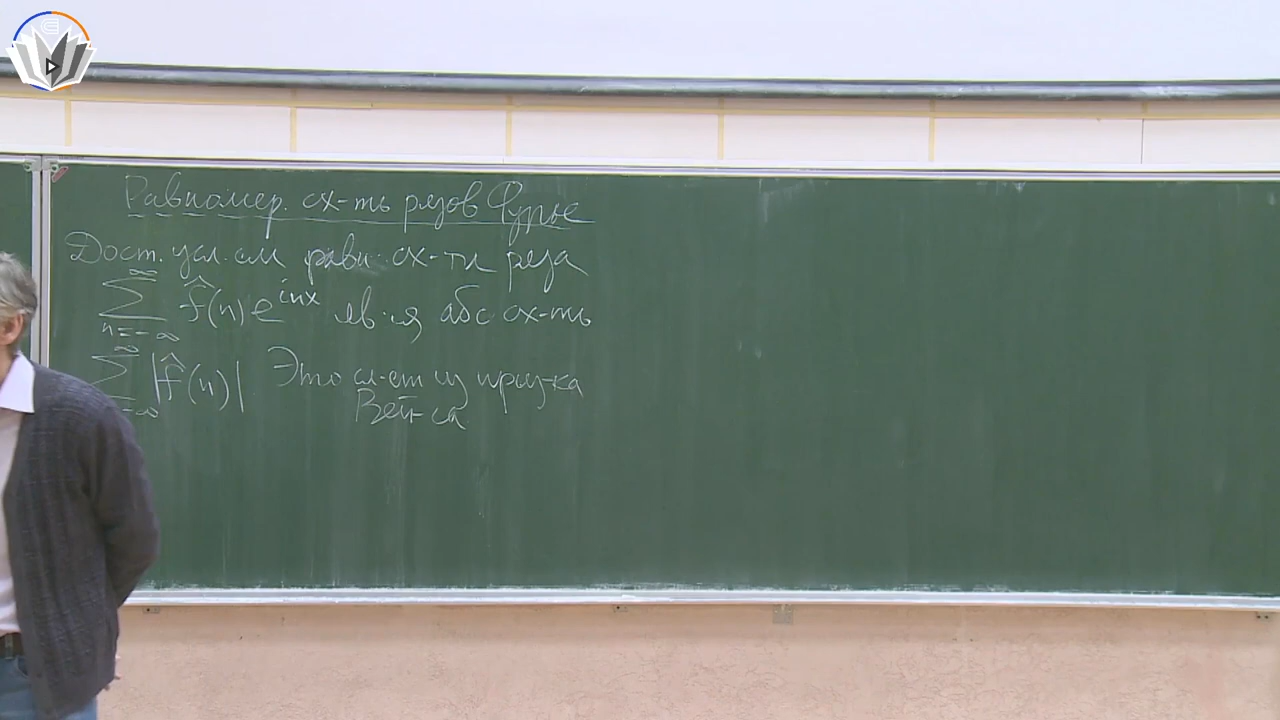 Равномер. сх-ть рядов Фурье
Дост. усл-ем равн. сх-ти ряда
∞
∑ f̂(n) e^{inx} яв-ся абс сх-ть
n=-∞
∞
∑ |f̂(n)| Это сл-ет из призн-ка
-∞ Вей-са.